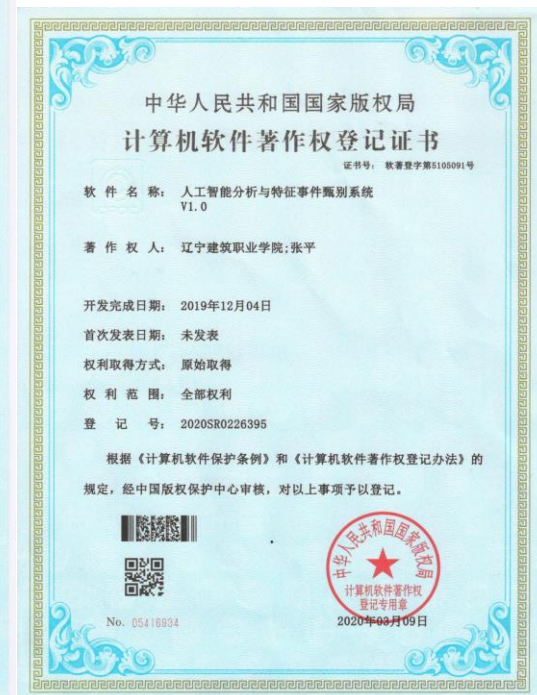 中华人民共和国国家版权局
计算机软件著作权登记证书
证书号： 软著登字第5105091号
软件名称： 人工智能分析与特征事件甄别系统
V1.0
著作权人： 辽宁建筑职业学院;张平
开发完成日期： 2019年12月04日
首次发表日期： 未发表
权利取得方式： 原始取得
权利范围： 全部权利
登记号： 2020SR0226395
根据《计算机软件保护条例》和《计算机软件著作权登记办法》的
规定，经中国版权保护中心审核，对以上事项予以登记。
中华人民共和国国家版权局
计算机软件著作权
登记专用章
No. 05416934
2020年03月09日